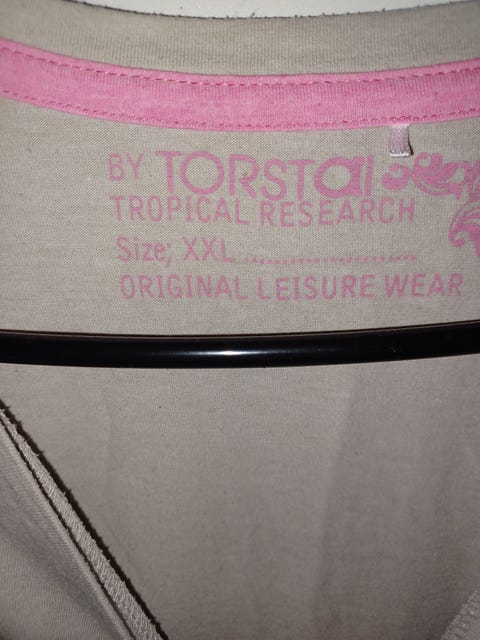 BY TORSTai
TROPICAL RESEARCH
Size; XXL....................
ORIGINAL LEISURE WEAR